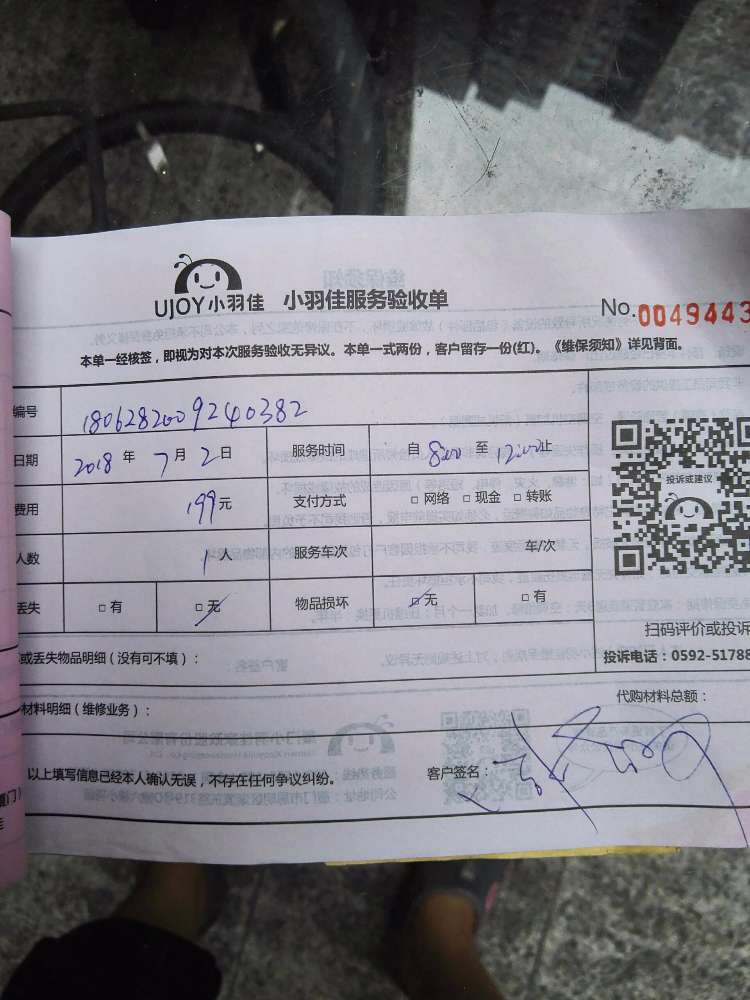 UJOY小羽佳 小羽佳服务验收单 No.0049443
本单一经核签，即视为对本次服务验收无异议。本单一式两份，客户留存一份(红)。《维保须知》详见背面。
编号 1806282009240382
日期 2018 年 7 月 2 日 服务时间 自 8:00 至 12:00 止
费用 199元 支付方式 □ 网络 □ 现金 □ 转账
人数 1 人 服务车次 车/次
丢失 □ 有 □ 无 物品损坏 □ 无 □ 有
投诉或建议
扫码评价或投诉
投诉电话：0592-51788
或丢失物品明细（没有可不填）：
代购材料总额：
材料明细（维修业务）：
以上填写信息已经本人确认无误，不存在任何争议纠纷。 客户签名：